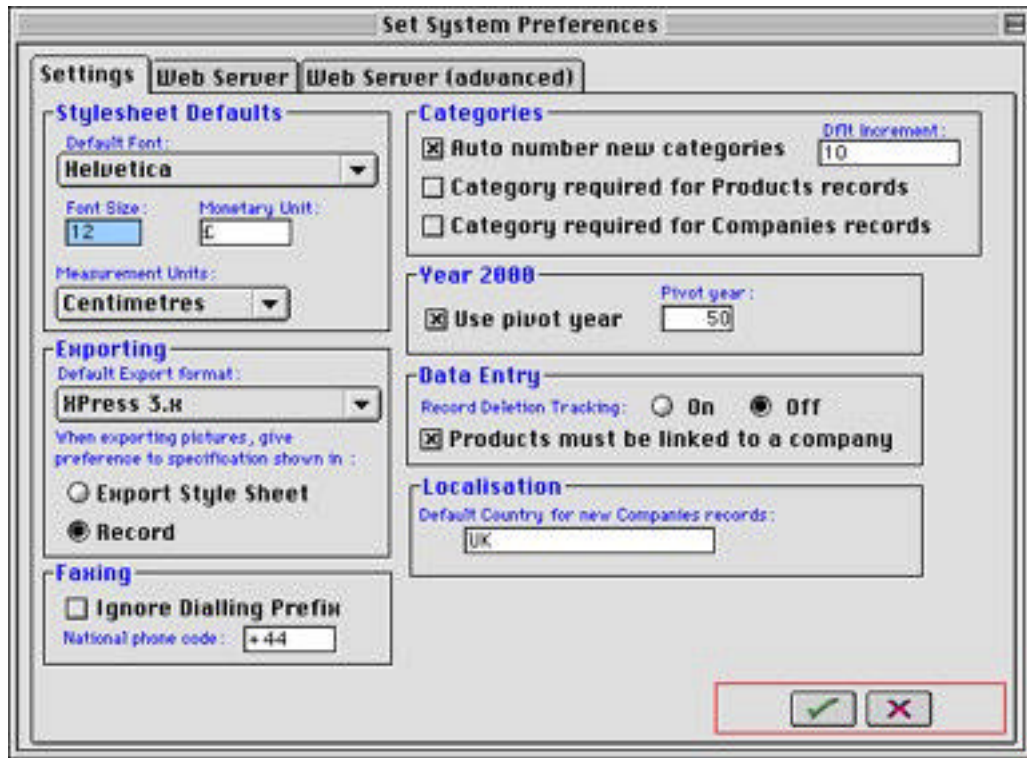 Set System Preferences
Settings
Web Server
Web Server (advanced)
Stylesheet Defaults
Default Font:
Helvetica
Font Size:
Monetary Unit:
12
£
Measurement Units:
Centimetres
Exporting
Default Export format:
XPress 3.x
When exporting pictures, give
preference to specification shown in :
Export Style Sheet
Record
Faxing
Ignore Dialling Prefix
National phone code: +44
Categories
Auto number new categories
Dflt Increment:
10
Category required for Products records
Category required for Companies records
Year 2000
Use pivot year
Pivot year:
50
Data Entry
Record Deletion Tracking: On Off
Products must be linked to a company
Localisation
Default Country for new Companies records:
UK